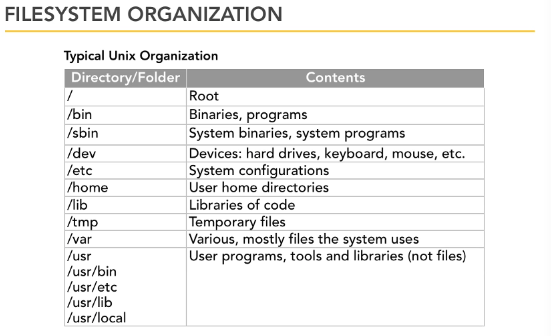 FILESYSTEM ORGANIZATION
Typical Unix Organization
Directory/Folder Contents
/ Root
/bin Binaries, programs
/sbin System binaries, system programs
/dev Devices: hard drives, keyboard, mouse, etc.
/etc System configurations
/home User home directories
/lib Libraries of code
/tmp Temporary files
/var Various, mostly files the system uses
/usr User programs, tools and libraries (not files)
/usr/bin
/usr/etc
/usr/lib
/usr/local